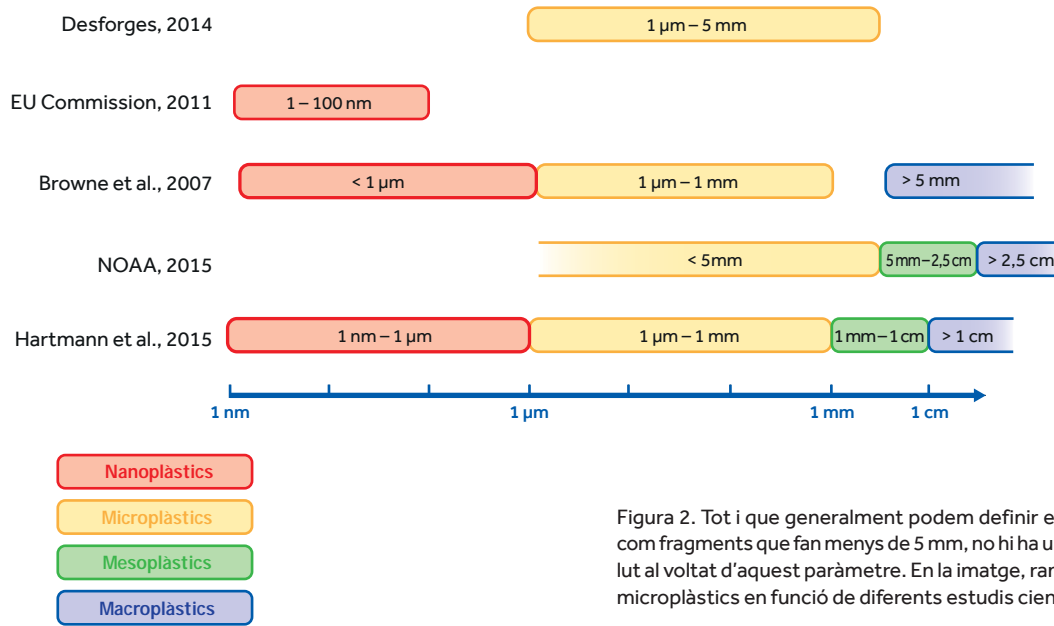 Desforges, 2014
1 µm – 5 mm
EU Commission, 2011
1 – 100 nm
Browne et al., 2007
< 1 µm
1 µm – 1 mm
> 5 mm
NOAA, 2015
< 5mm
5 mm – 2,5 cm
> 2,5 cm
Hartmann et al., 2015
1 nm – 1 µm
1 µm – 1 mm
1 mm – 1 cm
> 1 cm
1 nm
1 µm
1 mm
1 cm
Nanoplàstics
Microplàstics
Mesoplàstics
Macroplàstics
Figura 2. Tot i que generalment podem definir e
com fragments que fan menys de 5 mm, no hi ha u
lut al voltat d'aquest paràmetre. En la imatge, ran
microplàstics en funció de diferents estudis cien